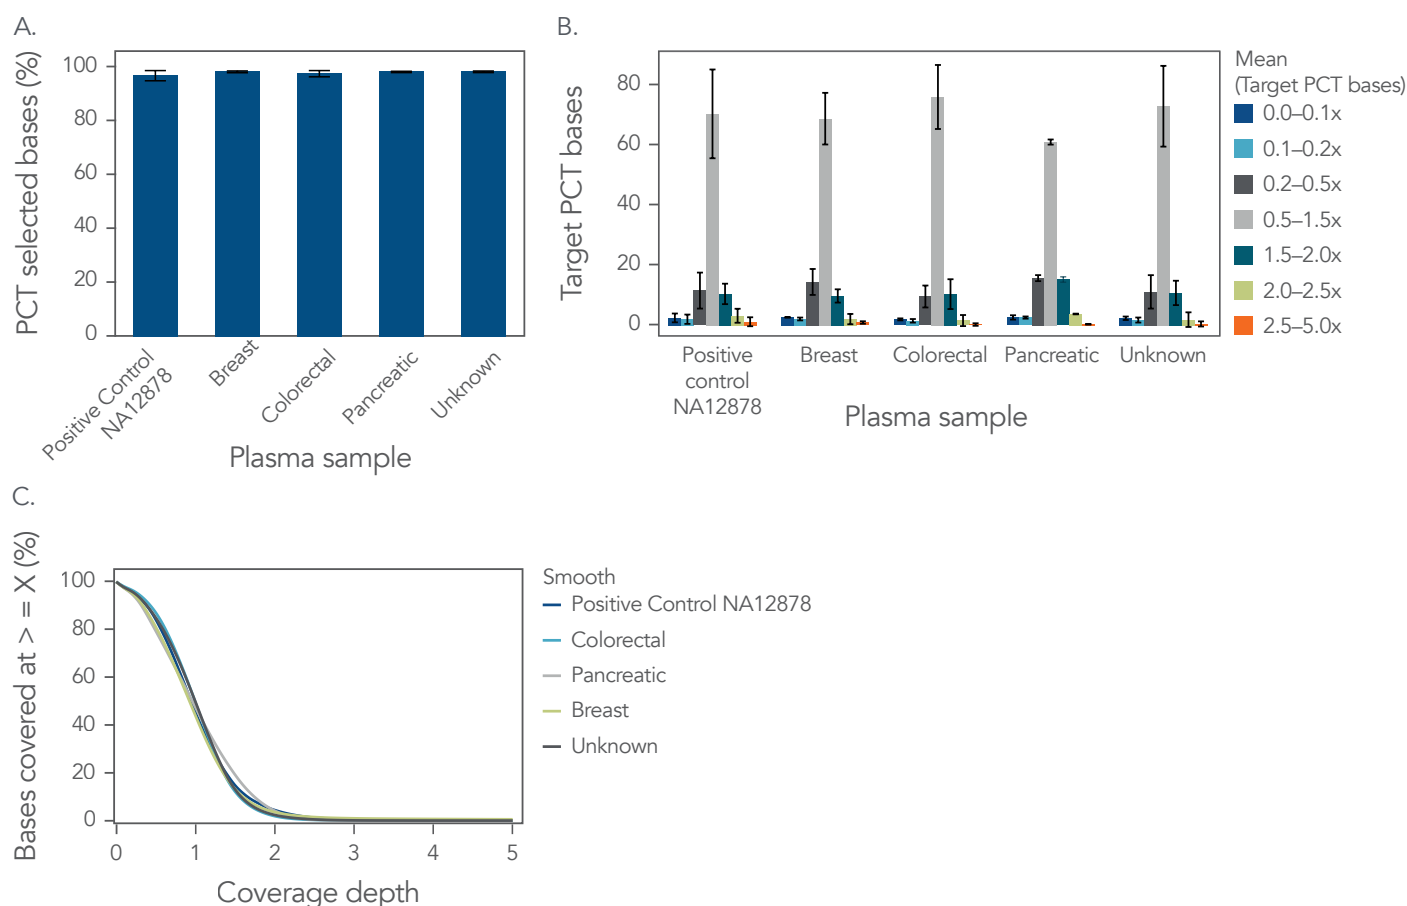 A.
PCT selected bases (%)
100
80
60
40
20
0
Positive Control
NA12878
Breast
Colorectal
Pancreatic
Unknown
Plasma sample
B.
Target PCT bases
80
60
40
20
0
Positive
control
NA12878
Breast
Colorectal
Pancreatic
Unknown
Plasma sample
Mean
(Target PCT bases)
0.0–0.1x
0.1–0.2x
0.2–0.5x
0.5–1.5x
1.5–2.0x
2.0–2.5x
2.5–5.0x
C.
Bases covered at > = X (%)
100
80
60
40
20
0
0 1 2 3 4 5
Coverage depth
Smooth
Positive Control NA12878
Colorectal
Pancreatic
Breast
Unknown